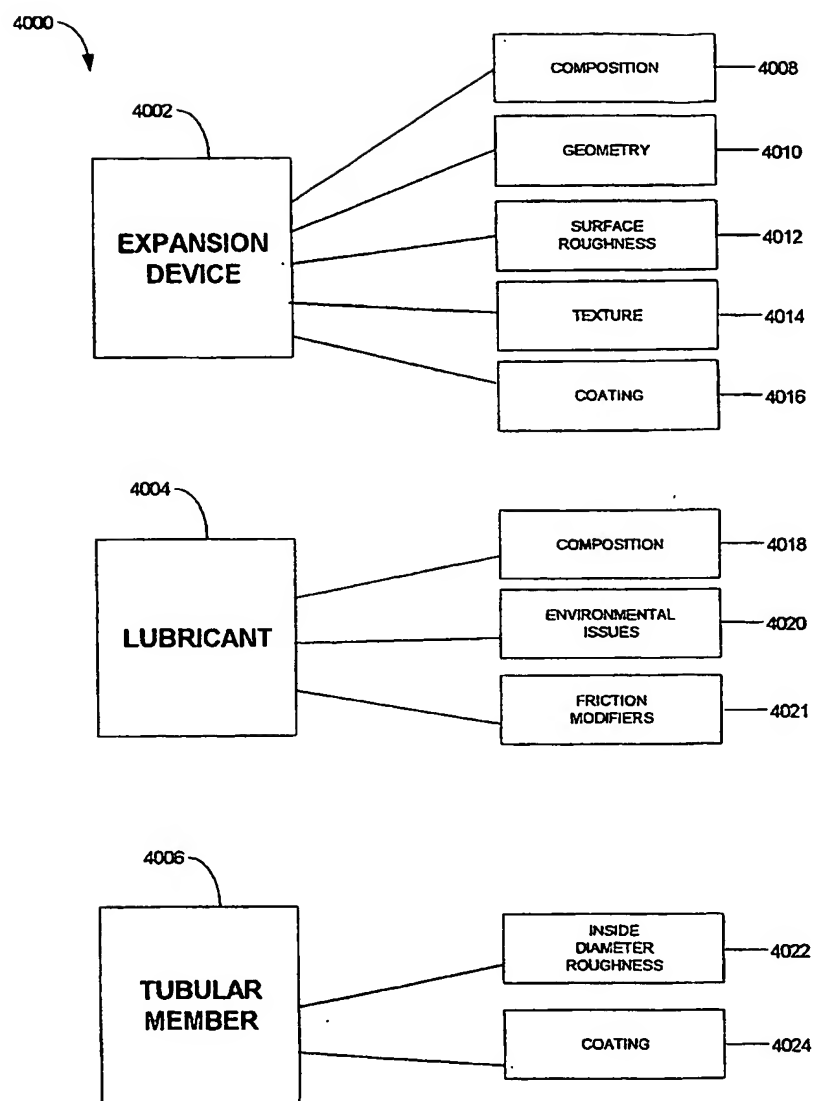 4000
4002
EXPANSION
DEVICE
COMPOSITION
4008
GEOMETRY
4010
SURFACE
ROUGHNESS
4012
TEXTURE
4014
COATING
4016
4004
LUBRICANT
COMPOSITION
4018
ENVIRONMENTAL
ISSUES
4020
FRICTION
MODIFIERS
4021
4006
TUBULAR
MEMBER
INSIDE
DIAMETER
ROUGHNESS
4022
COATING
4024